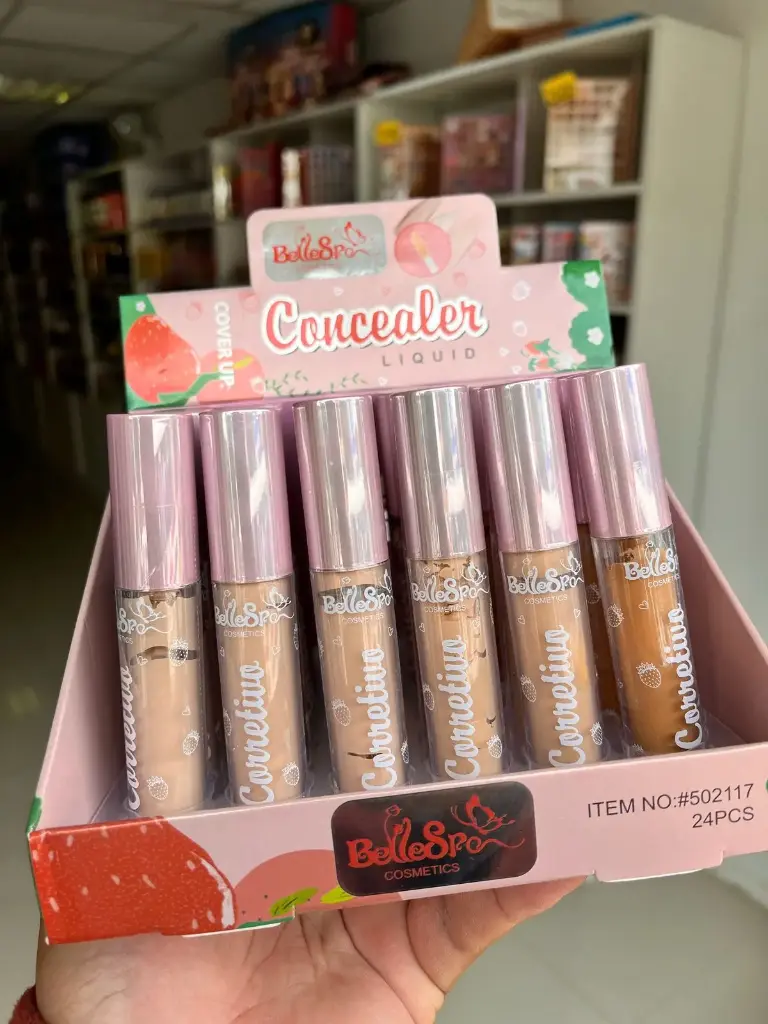 BelleSpa
COVER UP
Concealer
LIQUID
BelleSpa
Corretivo
BelleSpa
COSMETICS
Corretivo
BelleSpa
COSMETICS
Corretivo
BelleSpa
COSMETICS
Corretivo
BelleSpa
COSMETICS
Corretivo
BelleSpa
COSMETICS
Corretivo
BelleSpa
COSMETICS
ITEM NO:#502117
24PCS